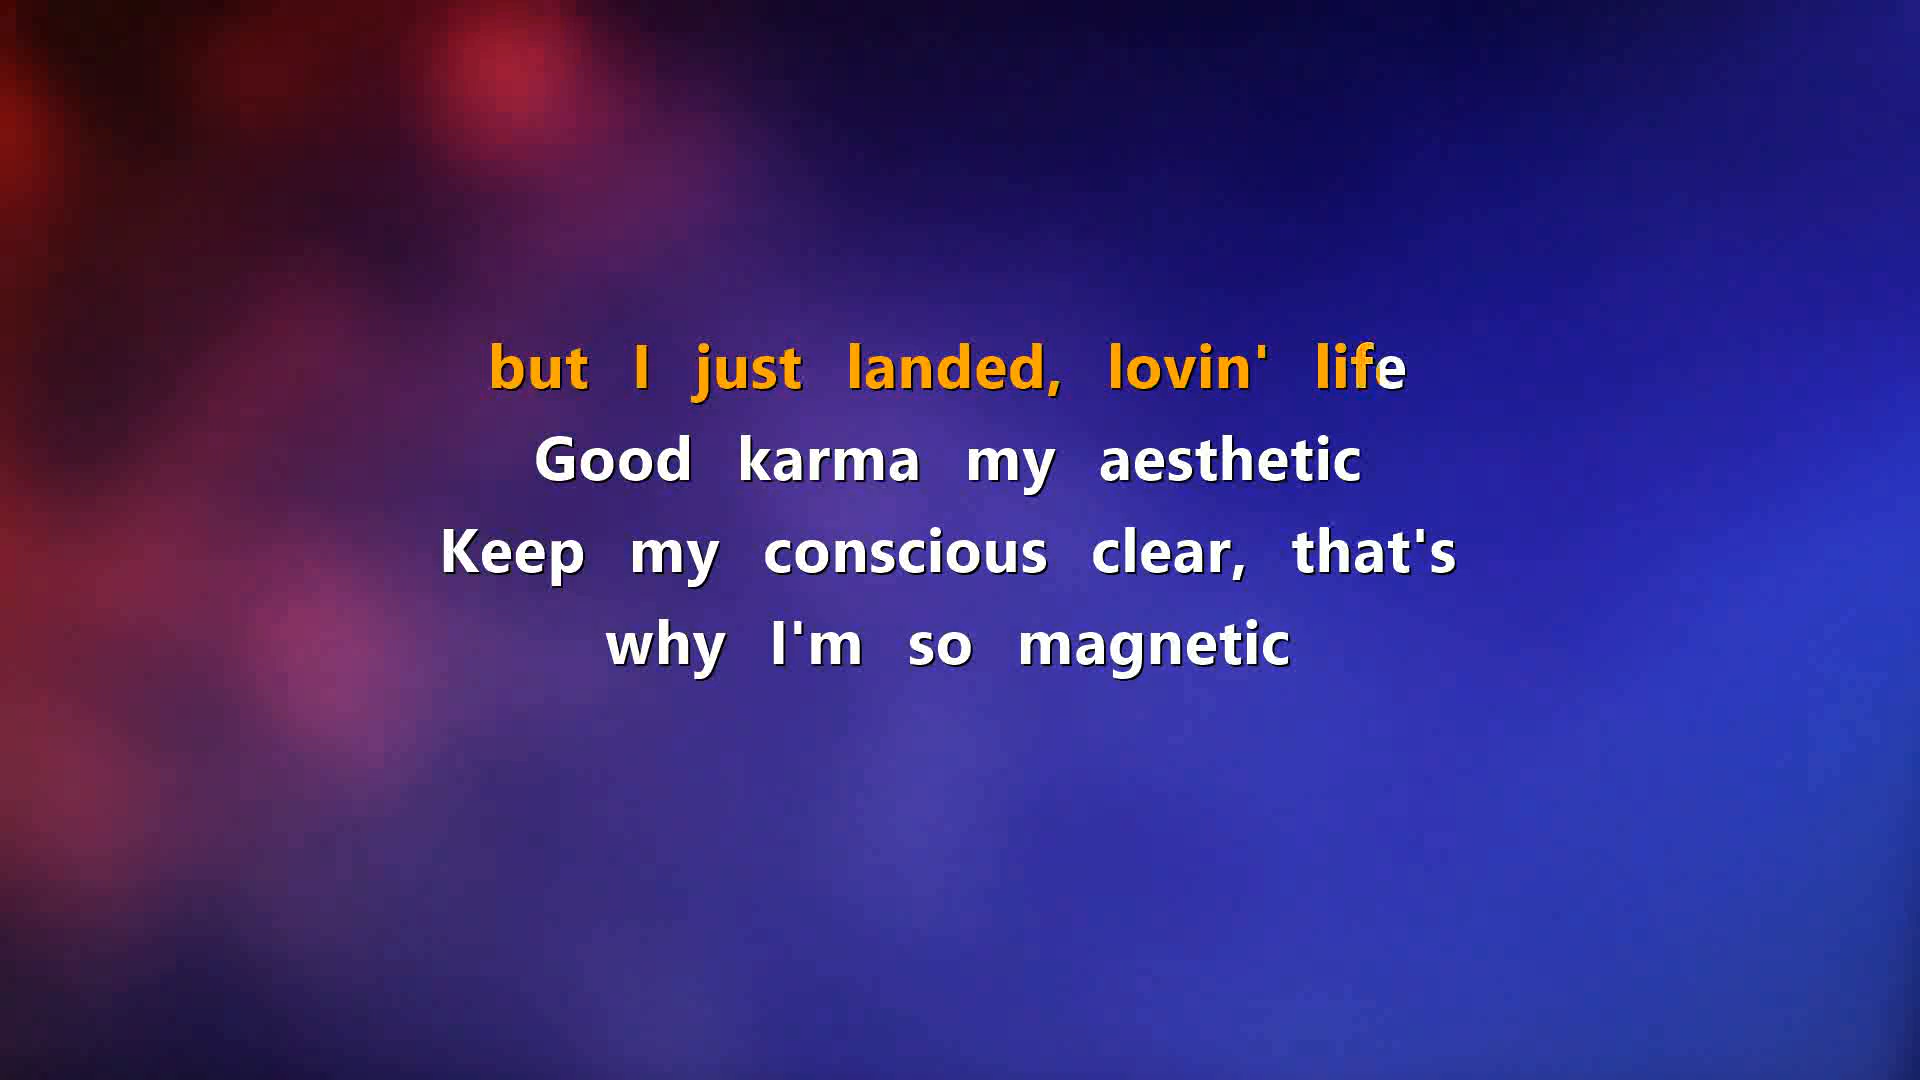 but I just landed, lovin' life
Good karma my aesthetic
Keep my conscious clear, that's
why I'm so magnetic